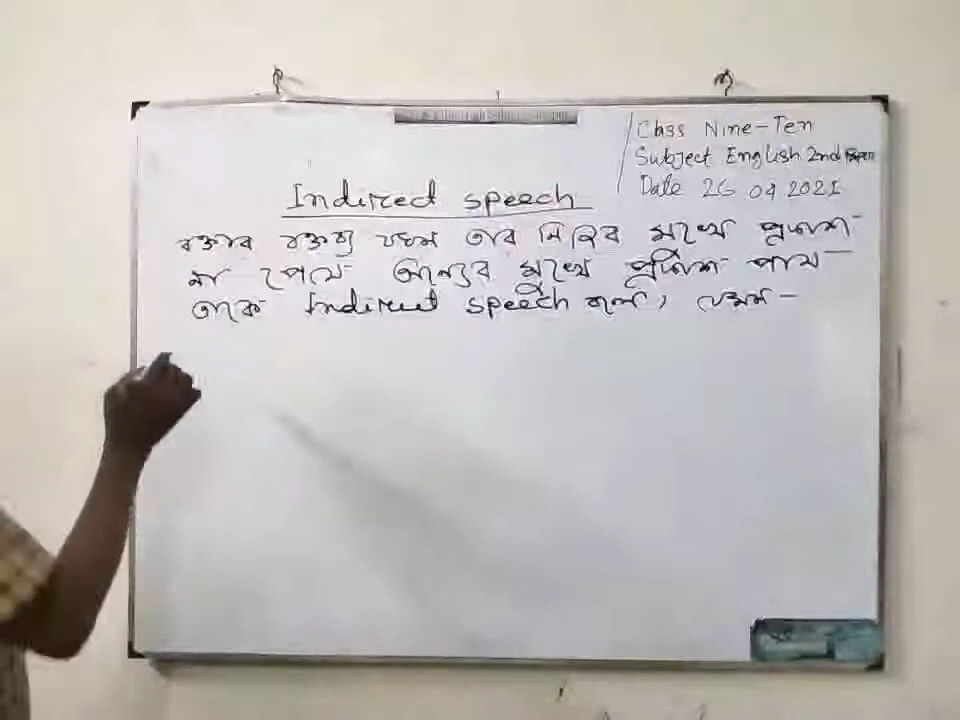 Class Nine-Ten
Subject English 2nd Paper
Date 26 09 2021
Indirect speech
বক্তার বক্তব্য যখন তার নিজের মুখে প্রকাশ
না পেয়ে অন্যের মুখে প্রকাশ পায়
তাকে Indirect speech বলে, যেমন -